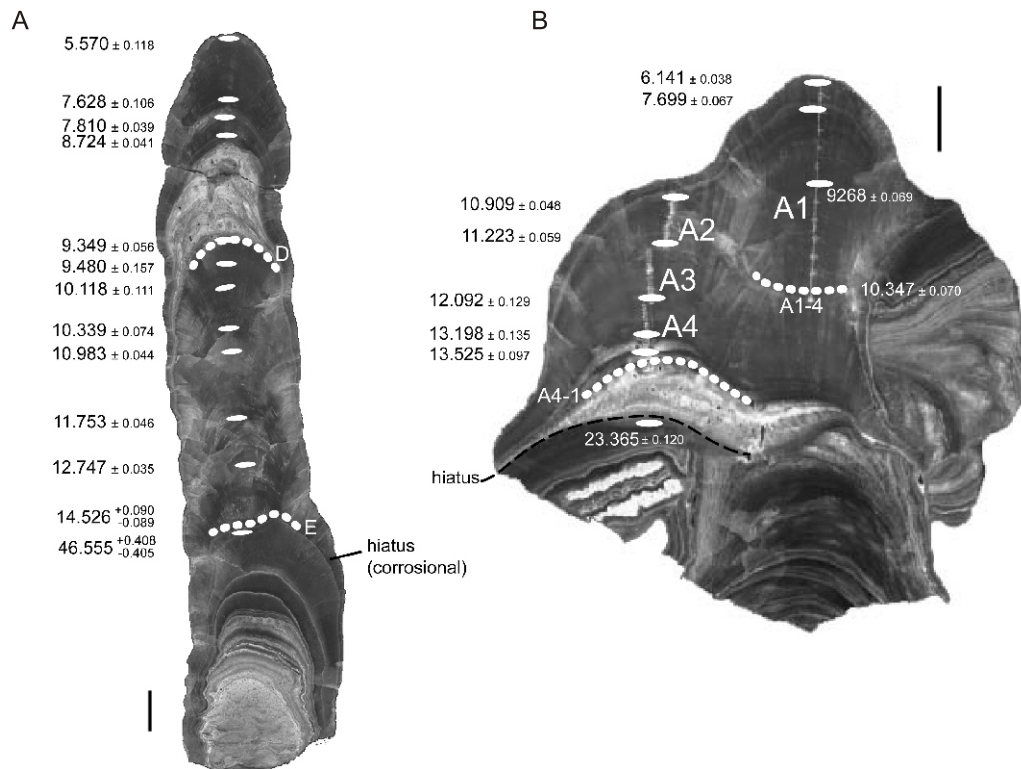 A
5.570 ± 0.118
7.628 ± 0.106
7.810 ± 0.039
8.724 ± 0.041
9.349 ± 0.056
D
9.480 ± 0.157
10.118 ± 0.111
10.339 ± 0.074
10.983 ± 0.044
11.753 ± 0.046
12.747 ± 0.035
14.526 +0.090 -0.089
E
46.555 +0.408 -0.405
hiatus
(corrosional)
B
6.141 ± 0.038
7.699 ± 0.067
9268 ± 0.069
A1
10.909 ± 0.048
A2
11.223 ± 0.059
A3
10.347 ± 0.070
A1-4
12.092 ± 0.129
A4
13.198 ± 0.135
13.525 ± 0.097
A4-1
23.365 ± 0.120
hiatus